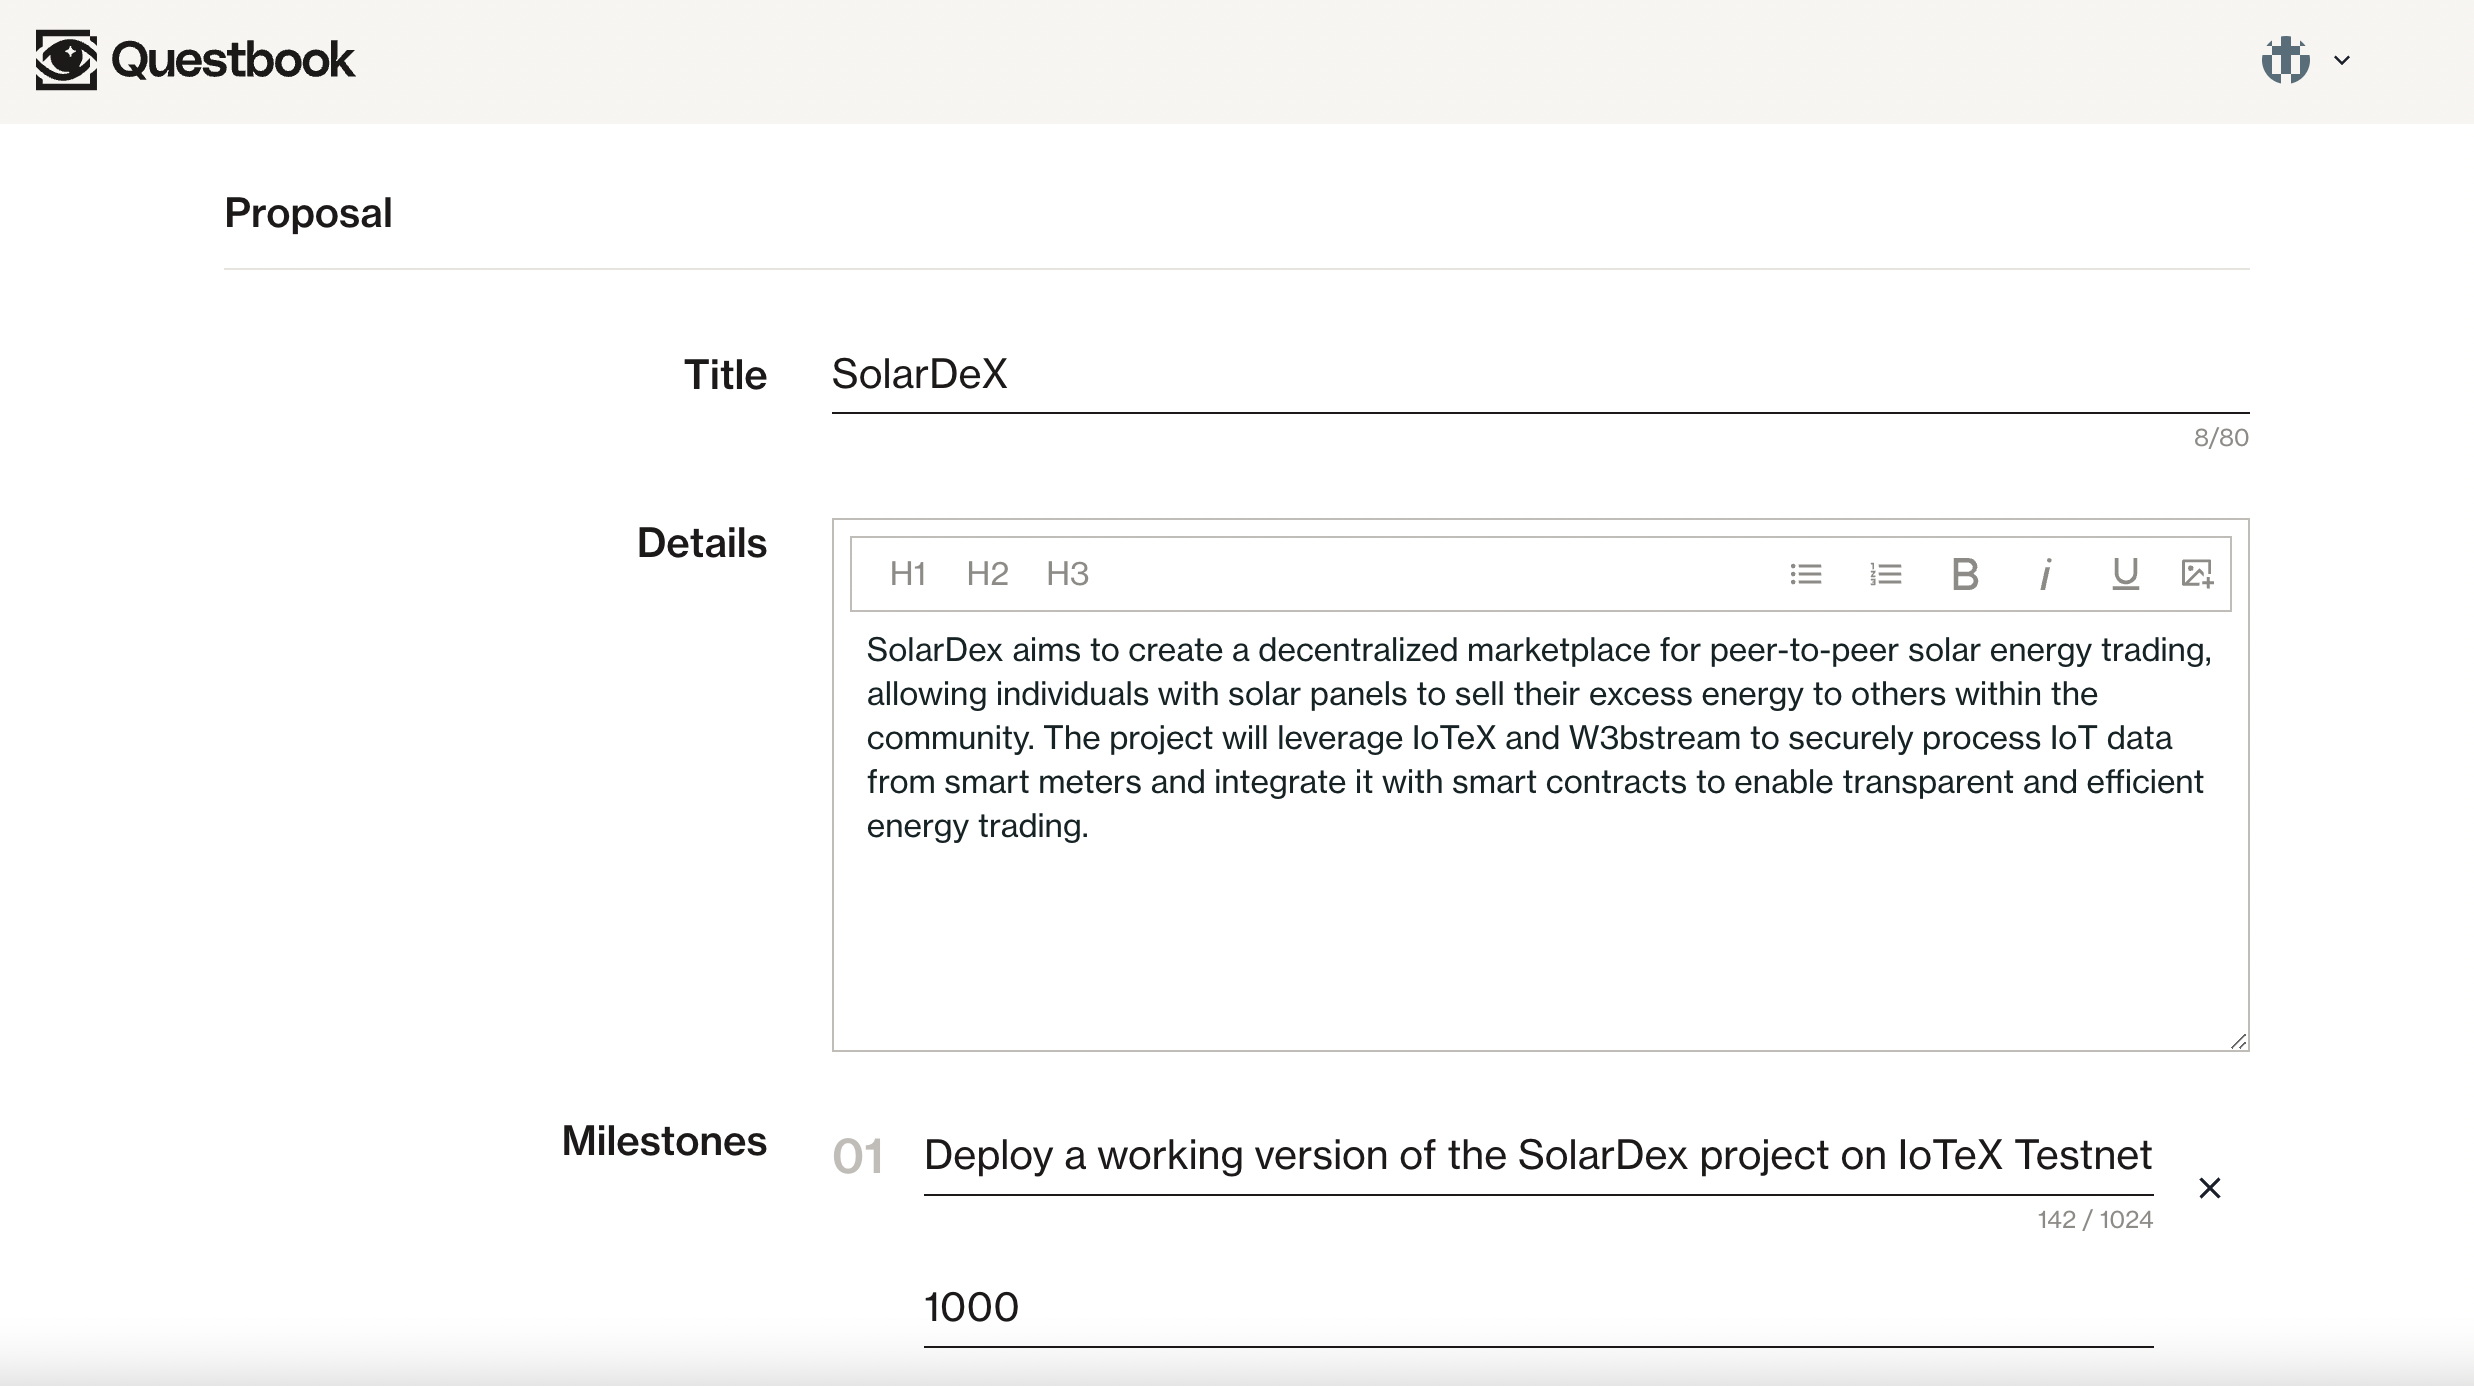 Questbook
Proposal
Title
SolarDeX
8/80
Details
H1 H2 H3
B i U
SolarDex aims to create a decentralized marketplace for peer-to-peer solar energy trading,
allowing individuals with solar panels to sell their excess energy to others within the
community. The project will leverage IoTeX and W3bstream to securely process IoT data
from smart meters and integrate it with smart contracts to enable transparent and efficient
energy trading.
Milestones
01 Deploy a working version of the SolarDex project on IoTeX Testnet
142 / 1024
1000